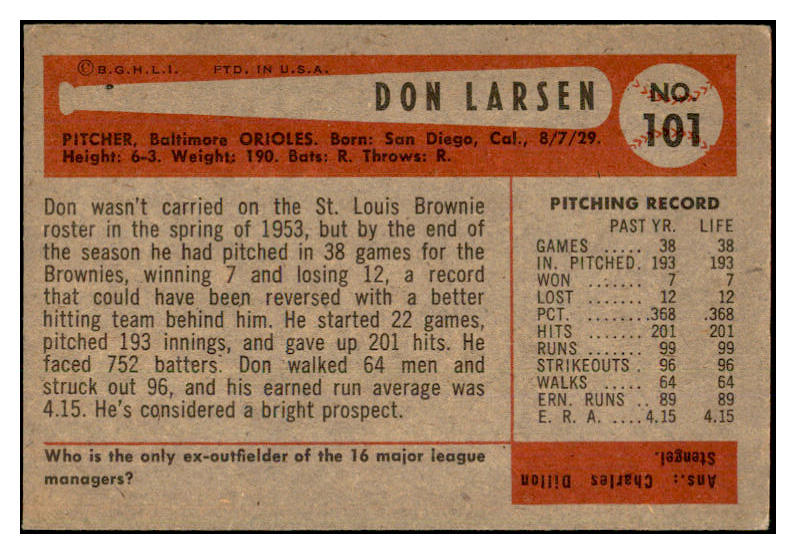 © B.G.H.L.I. PTD. IN U.S.A.
DON LARSEN
NO.
101
PITCHER, Baltimore ORIOLES. Born: San Diego, Cal., 8/7/29.
Height: 6-3. Weight: 190. Bats: R. Throws: R.
Don wasn't carried on the St. Louis Brownie
roster in the spring of 1953, but by the end of
the season he had pitched in 38 games for the
Brownies, winning 7 and losing 12, a record
that could have been reversed with a better
hitting team behind him. He started 22 games,
pitched 193 innings, and gave up 201 hits. He
faced 752 batters. Don walked 64 men and
struck out 96, and his earned run average was
4.15. He's considered a bright prospect.
PITCHING RECORD
PAST YR. LIFE
GAMES ..... 38 38
IN. PITCHED. 193 193
WON ....... 7 7
LOST ...... 12 12
PCT. ....... .368 .368
HITS ....... 201 201
RUNS ....... 99 99
STRIKEOUTS . 96 96
WALKS ..... 64 64
ERN. RUNS .. 89 89
E. R. A. .... 4.15 4.15
Who is the only ex-outfielder of the 16 major league
managers?
Ans.: Charles Dillon
Stengel.